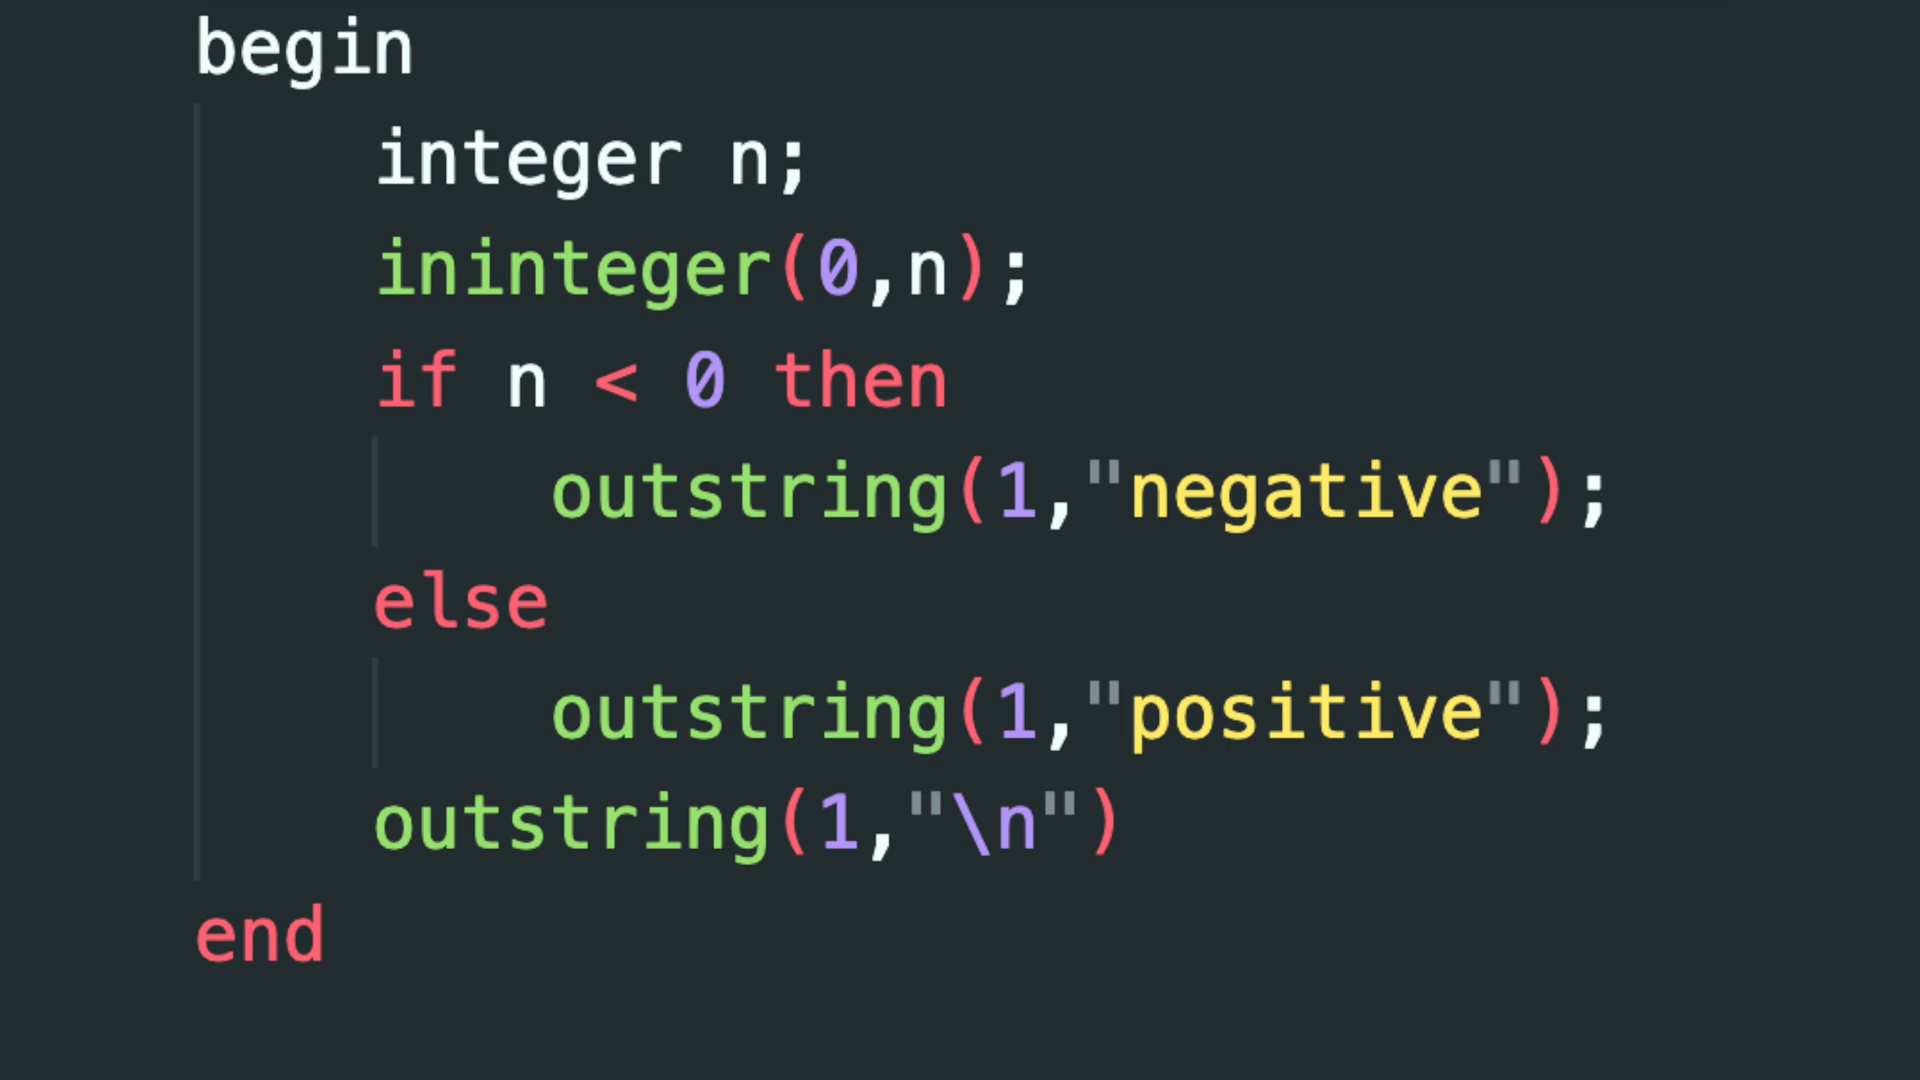 begin
integer n;
ininteger(0,n);
if n < 0 then
outstring(1,"negative");
else
outstring(1,"positive");
outstring(1,"\n")
end